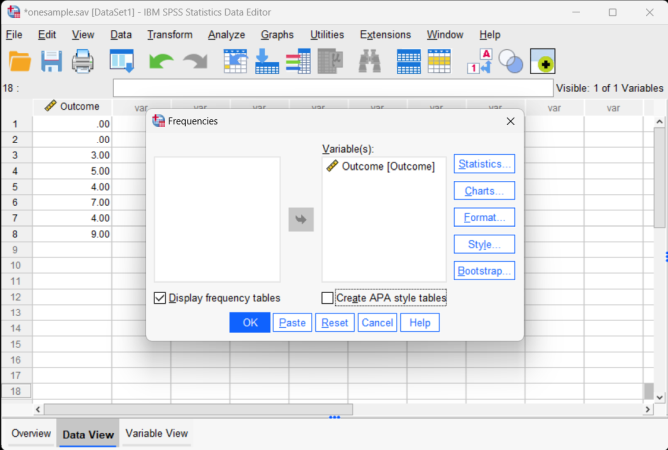 *onesample.sav [DataSet1] - IBM SPSS Statistics Data Editor
File Edit View Data Transform Analyze Graphs Utilities Extensions Window Help
1 A
18 : Visible: 1 of 1 Variables
Outcome var var var var var var var var var
Frequencies
1 .00
2 .00
3 3.00
4 5.00
5 4.00
6 7.00
7 4.00
8 9.00
9
10
11
12
13
14
15
16
17
18
Variable(s):
Outcome [Outcome]
Statistics...
Charts...
Format...
Style...
Bootstrap...
Display frequency tables
Create APA style tables
OK Paste Reset Cancel Help
Overview Data View Variable View